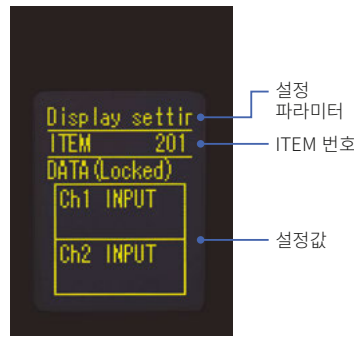 Display settir
ITEM 201
DATA(Locked)
Ch1 INPUT
Ch2 INPUT
설정
파라미터
ITEM 번호
설정값